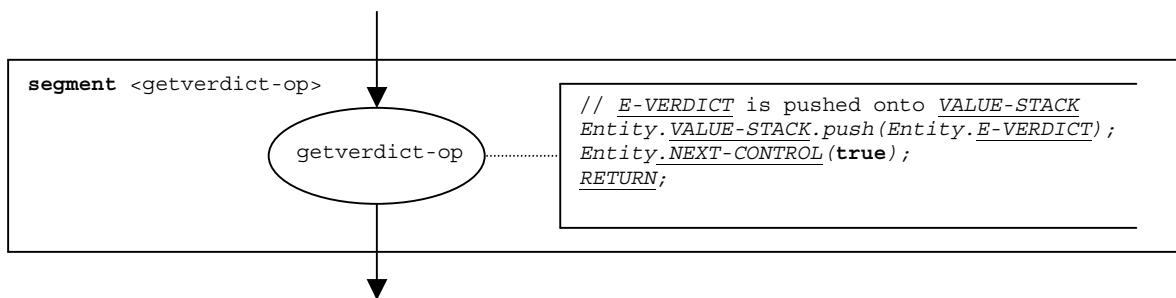 segment <getverdict-op>
getverdict-op
// E-VERDICT is pushed onto VALUE-STACK
Entity.VALUE-STACK.push(Entity.E-VERDICT);
Entity.NEXT-CONTROL(true);
RETURN;